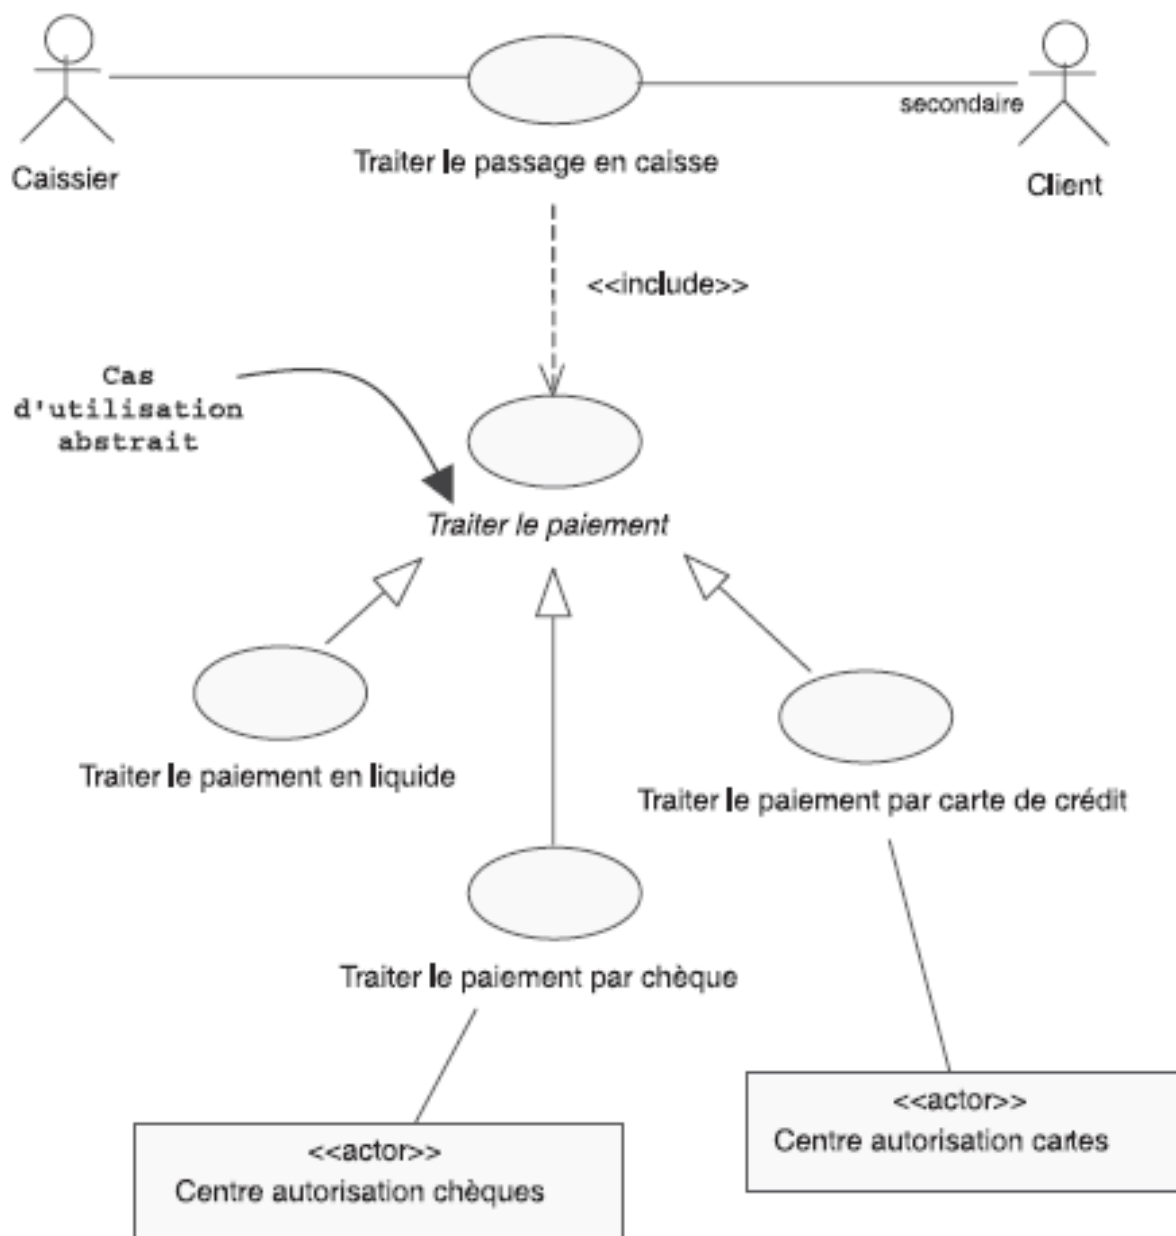 secondaire
Caissier
Traiter le passage en caisse
Client
<<include>>
Cas
d'utilisation
abstrait
Traiter le paiement
Traiter le paiement en liquide
Traiter le paiement par carte de crédit
Traiter le paiement par chèque
<<actor>>
Centre autorisation cartes
<<actor>>
Centre autorisation chèques